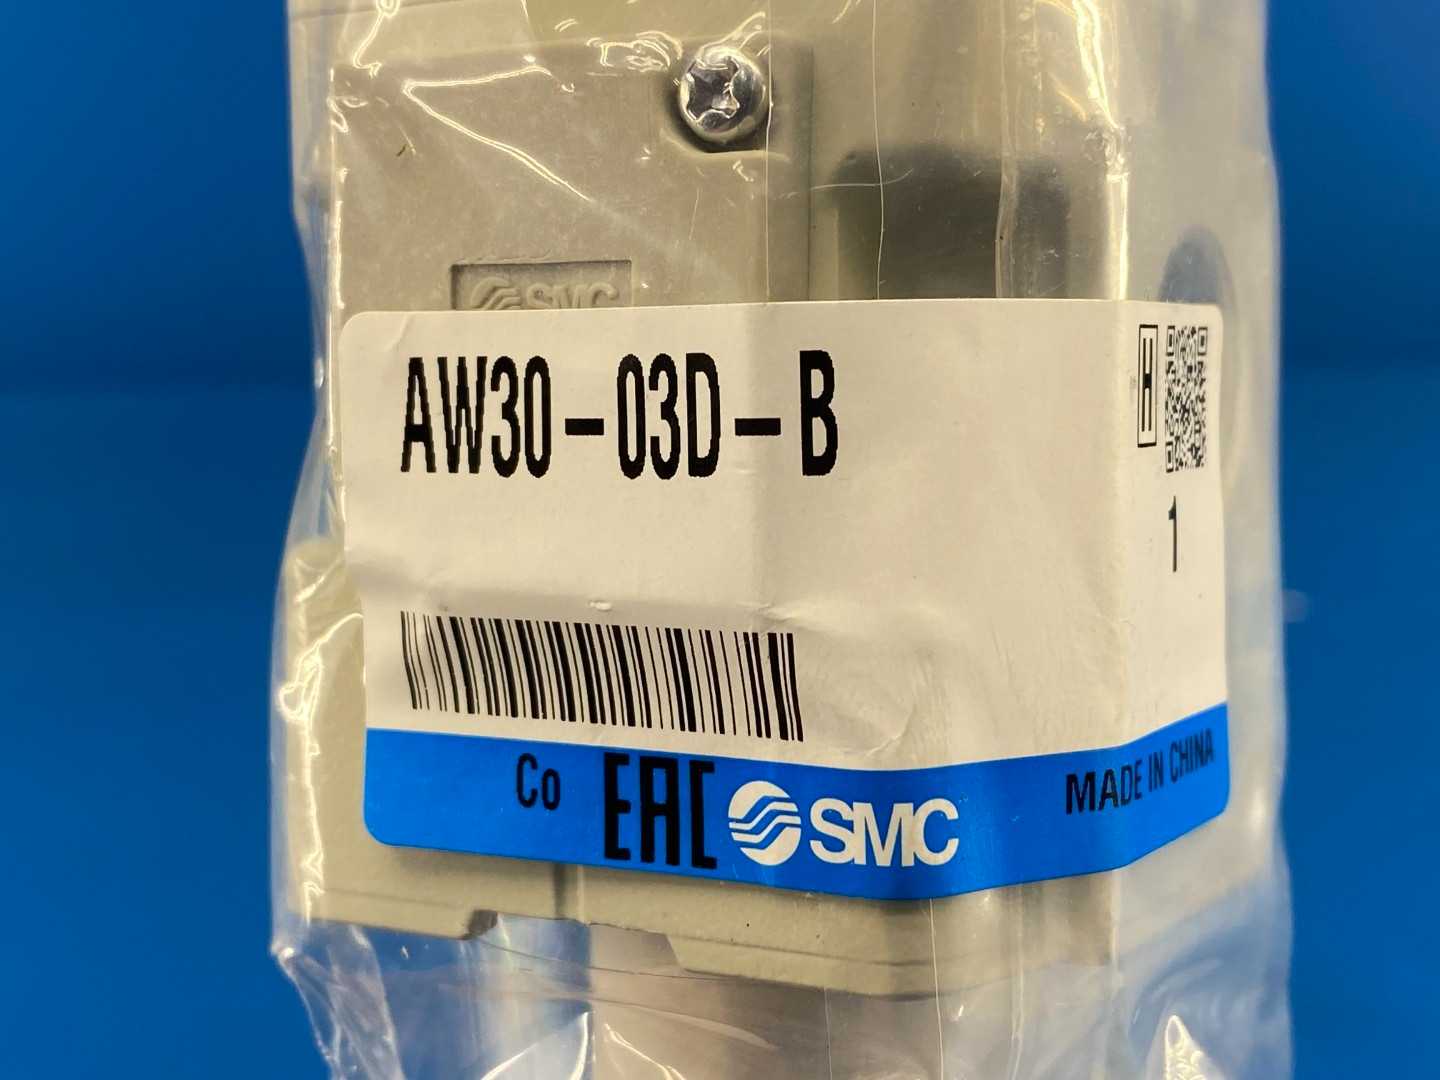 SMC
AW30-03D-B
H
1
Co EAC SMC
MADE IN CHINA